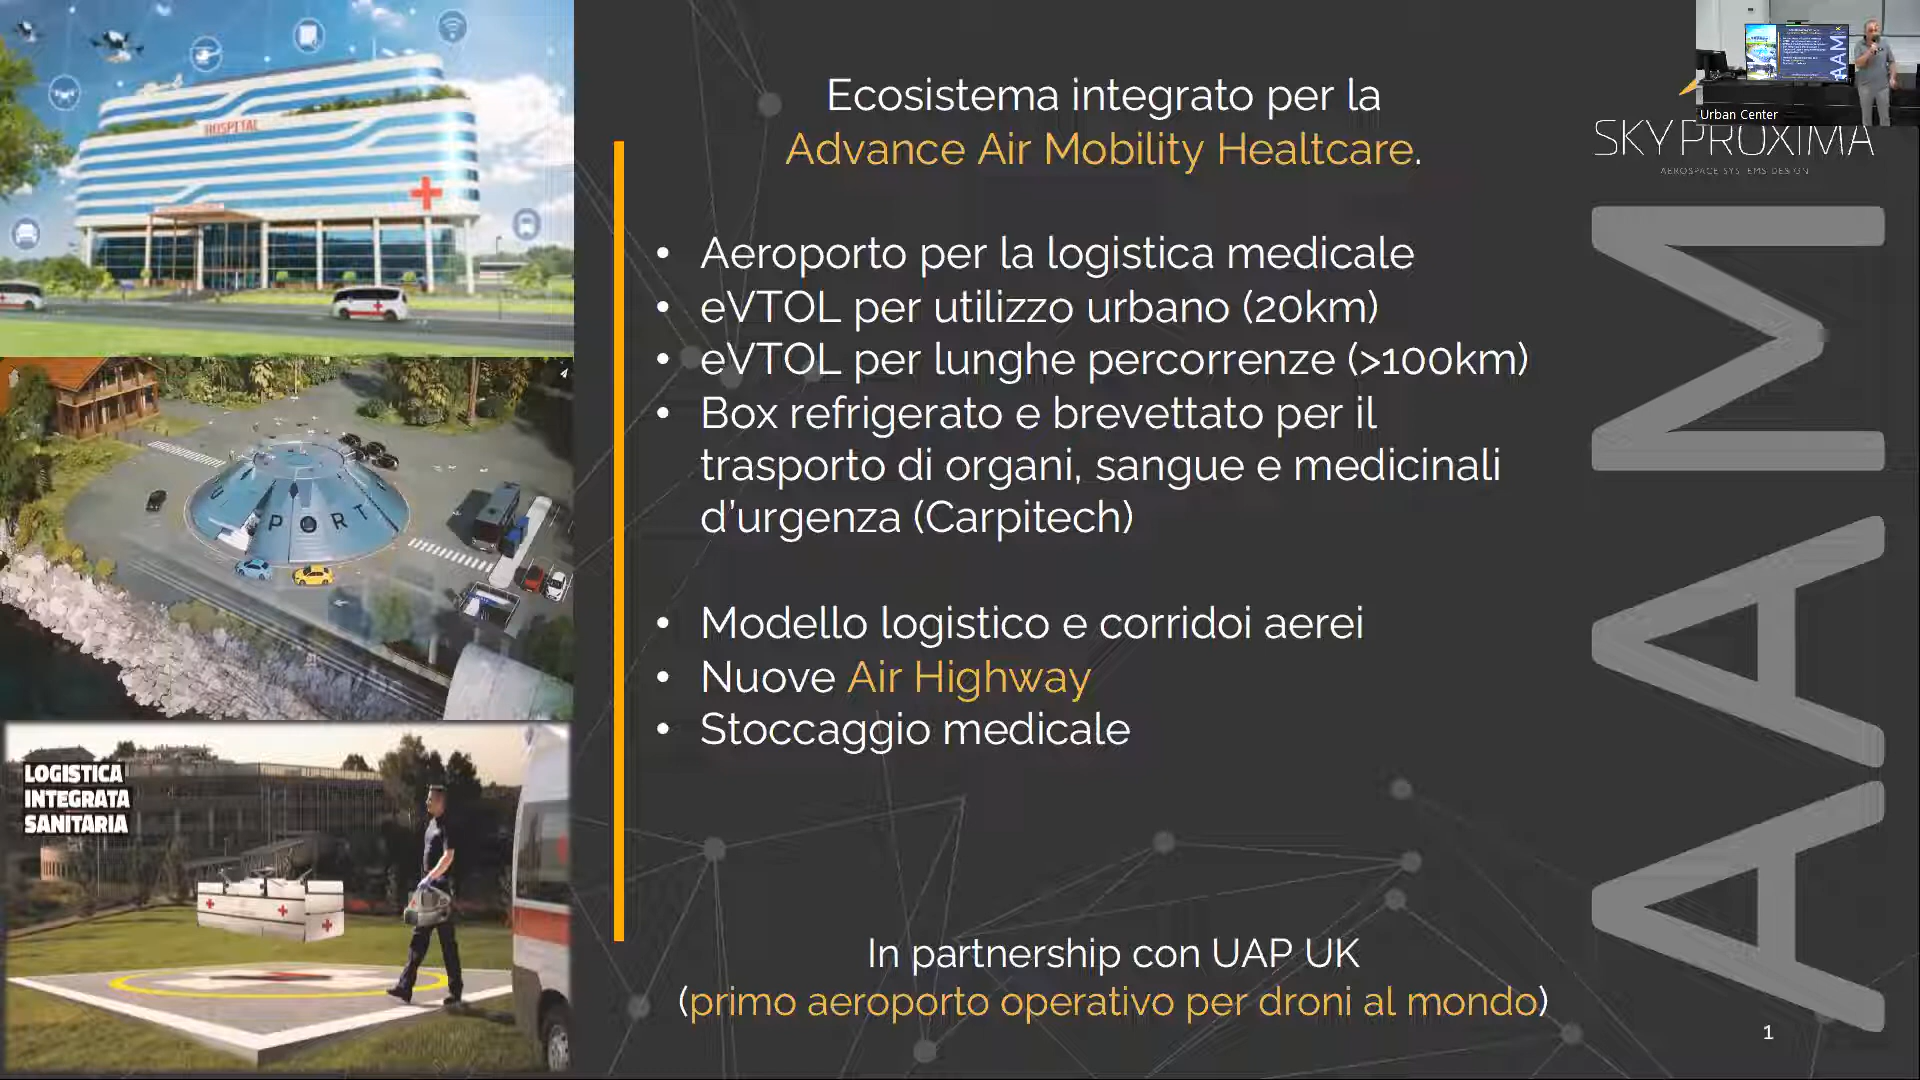 HOSPITAL
PORT
LOGISTICA
INTEGRATA
SANITARIA
Ecosistema integrato per la
Advance Air Mobility Healtcare.
• Aeroporto per la logistica medicale
• eVTOL per utilizzo urbano (20km)
• eVTOL per lunghe percorrenze (>100km)
• Box refrigerato e brevettato per il
trasporto di organi, sangue e medicinali
d'urgenza (Carpitech)
• Modello logistico e corridoi aerei
• Nuove Air Highway
• Stoccaggio medicale
In partnership con UAP UK
(primo aeroporto operativo per droni al mondo)
Urban Center
SKYPROXIMA
AEROSPACE SYSTEMS DESIGN
AAM
AAM
1